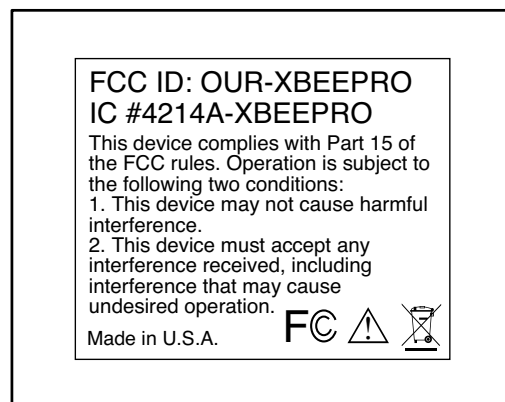 FCC ID: OUR-XBEEPRO
IC #4214A-XBEEPRO
This device complies with Part 15 of
the FCC rules. Operation is subject to
the following two conditions:
1. This device may not cause harmful
interference.
2. This device must accept any
interference received, including
interference that may cause
undesired operation.
Made in U.S.A.
FC